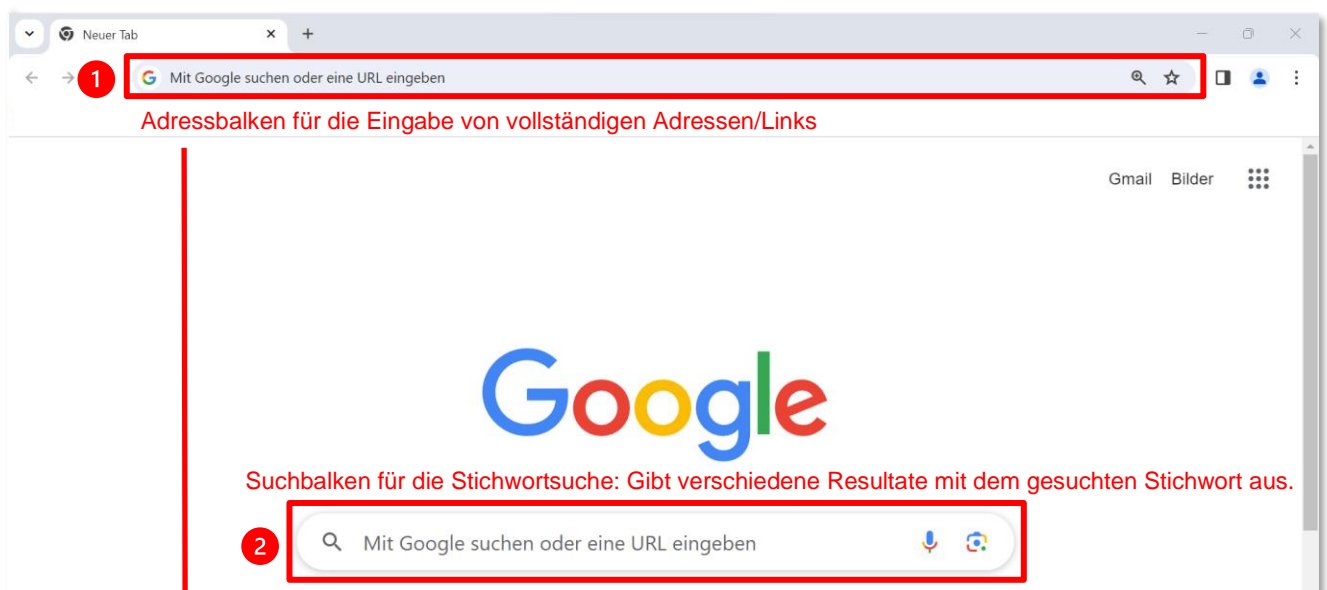 Neuer Tab
1
Mit Google suchen oder eine URL eingeben
Adressbalken für die Eingabe von vollständigen Adressen/Links
Gmail Bilder
Google
Suchbalken für die Stichwortsuche: Gibt verschiedene Resultate mit dem gesuchten Stichwort aus.
2
Mit Google suchen oder eine URL eingeben